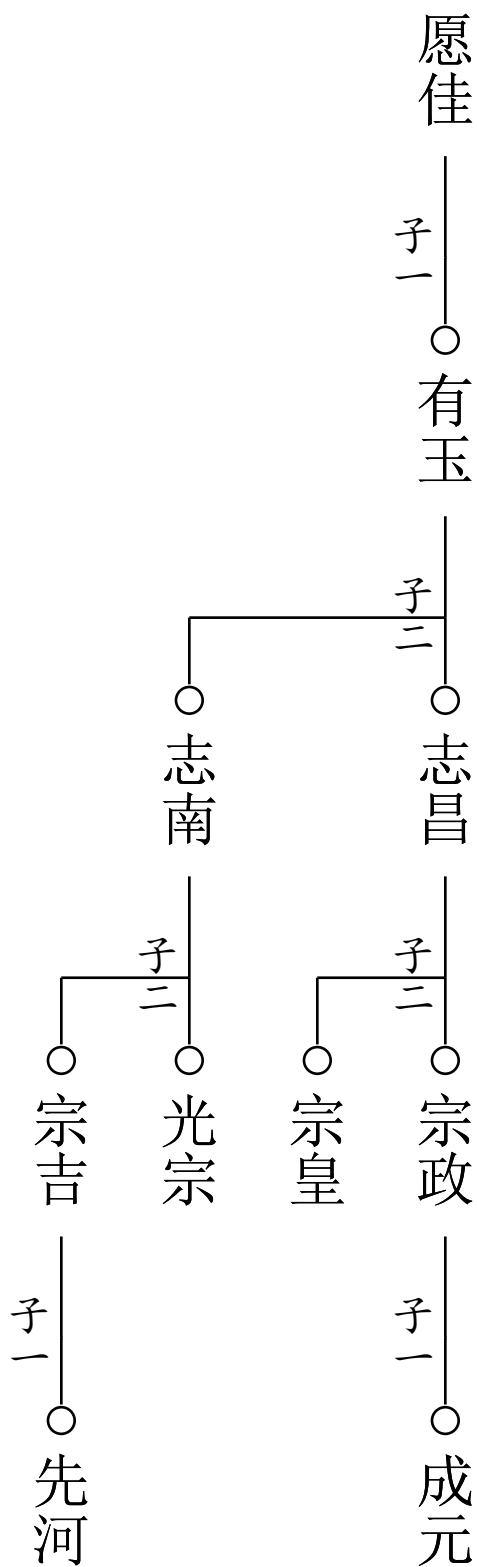 愿佳
子一
有玉
子二
志昌
志南
子二
子二
宗政
宗皇
光宗
宗吉
子一
子一
成元
先河